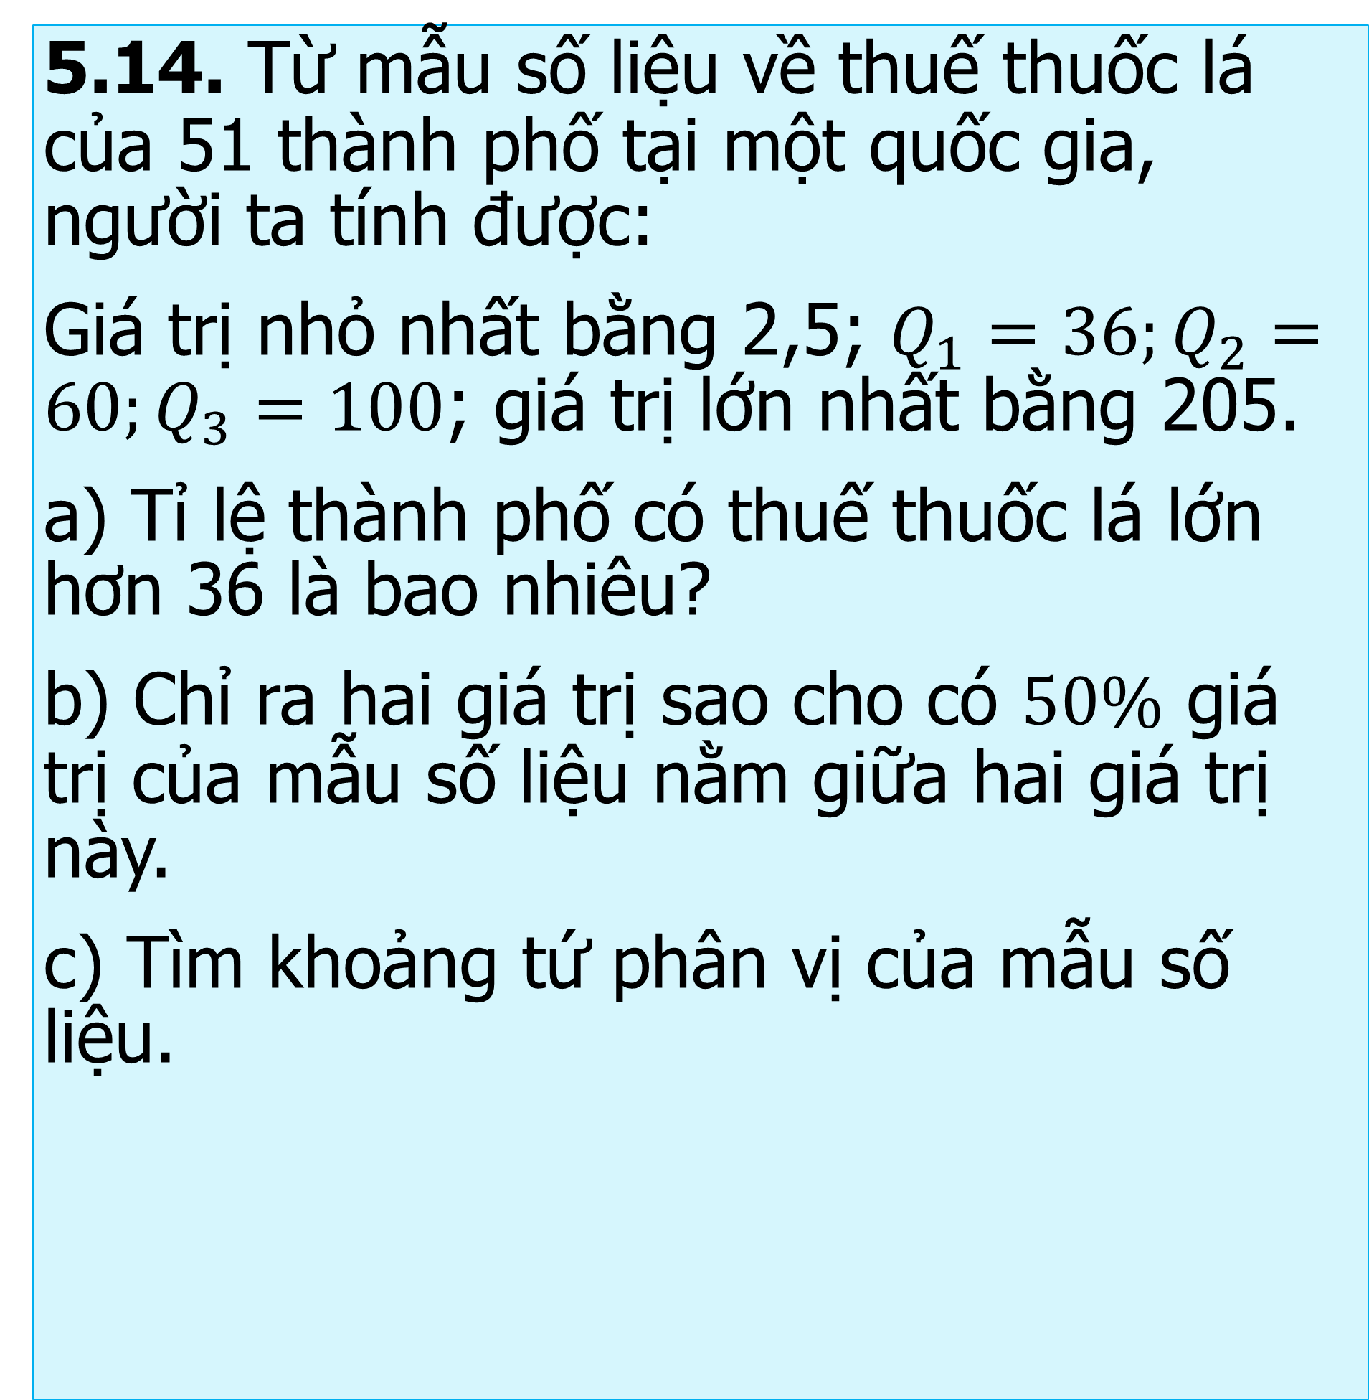 5.14. Từ mẫu số liệu về thuế thuốc lá
của 51 thành phố tại một quốc gia,
người ta tính được:
Giá trị nhỏ nhất bằng 2,5; Q₁ = 36; Q₂ =
60; Q₃ = 100; giá trị lớn nhất bằng 205.
a) Tỉ lệ thành phố có thuế thuốc lá lớn
hơn 36 là bao nhiêu?
b) Chỉ ra hai giá trị sao cho có 50% giá
trị của mẫu số liệu nằm giữa hai giá trị
này.
c) Tìm khoảng tứ phân vị của mẫu số
liệu.